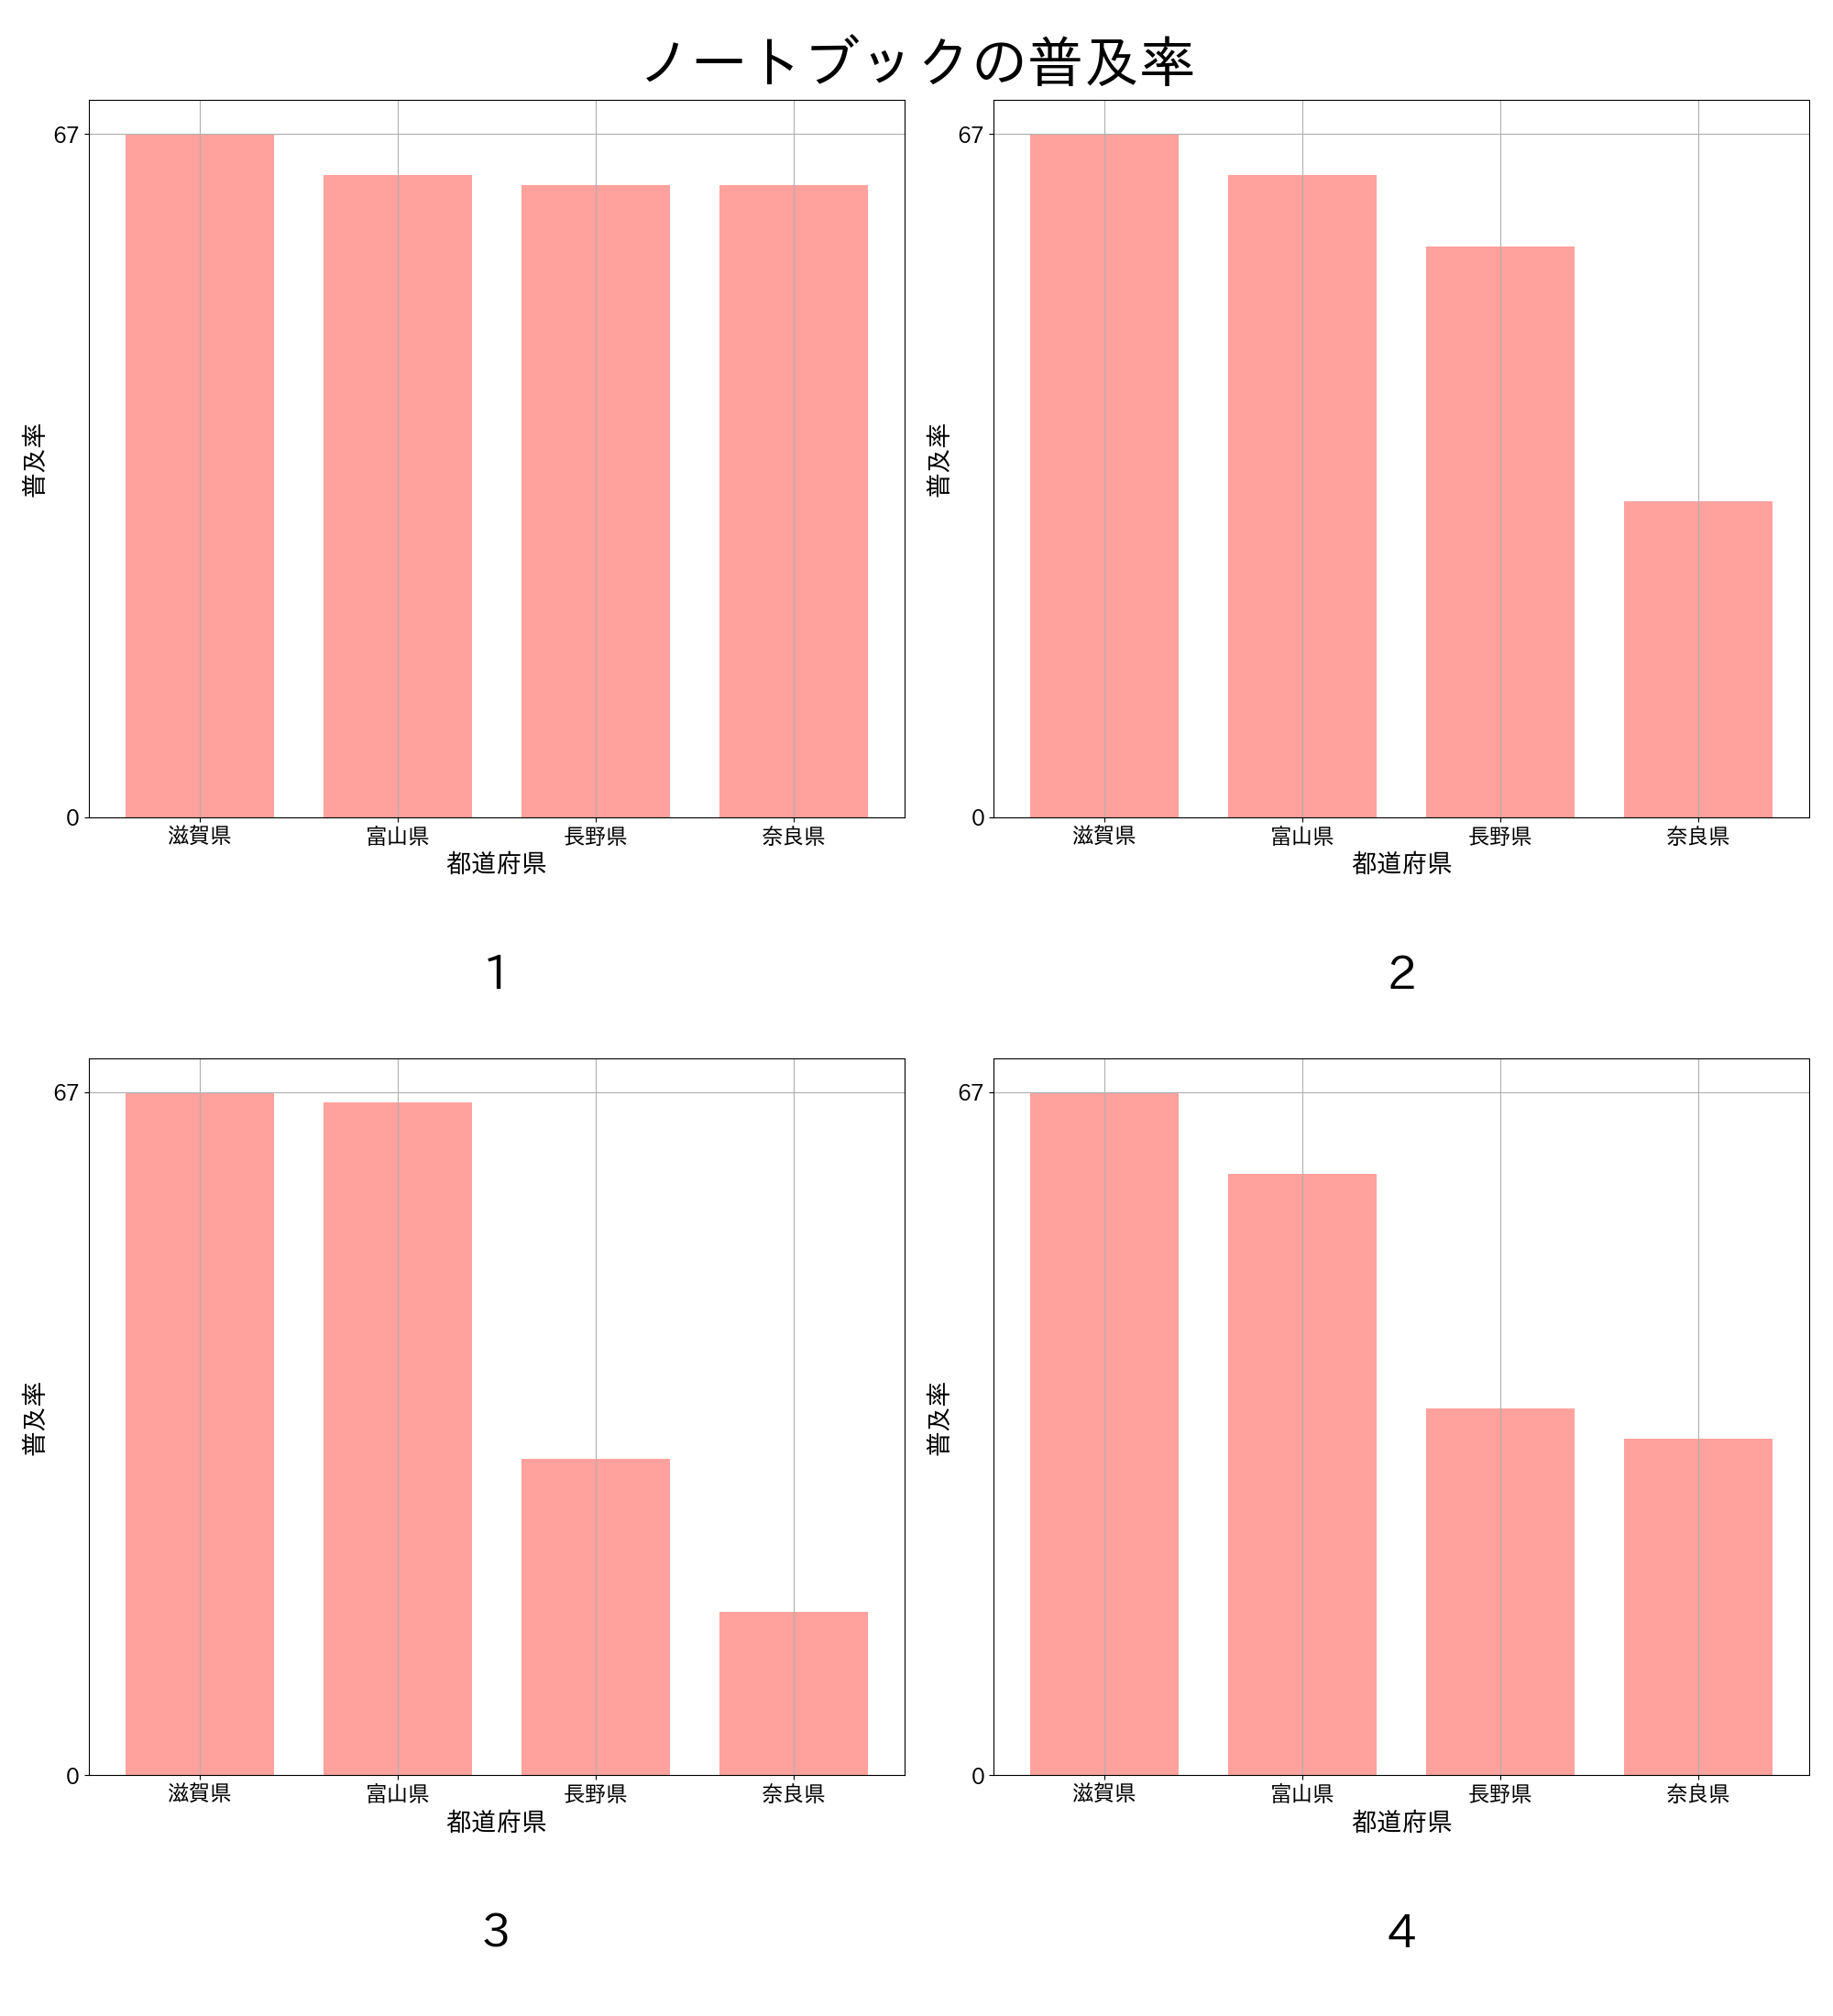 ノートブックの普及率
67
0
普及率
滋賀県 富山県 長野県 奈良県
都道府県
1
67
0
普及率
滋賀県 富山県 長野県 奈良県
都道府県
2
67
0
普及率
滋賀県 富山県 長野県 奈良県
都道府県
3
67
0
普及率
滋賀県 富山県 長野県 奈良県
都道府県
4